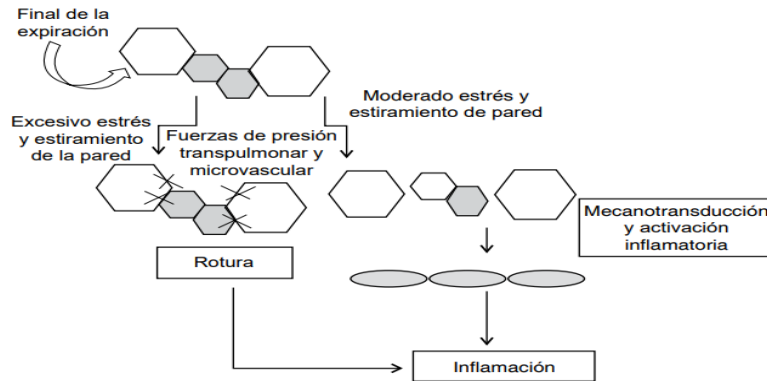 Final de la
expiración
Moderado estrés y
estiramiento de pared
Excesivo estrés
y estiramiento
de la pared
Fuerzas de presión
transpulmonar y
microvascular
Mecanotransducción
y activación
inflamatoria
Rotura
Inflamación